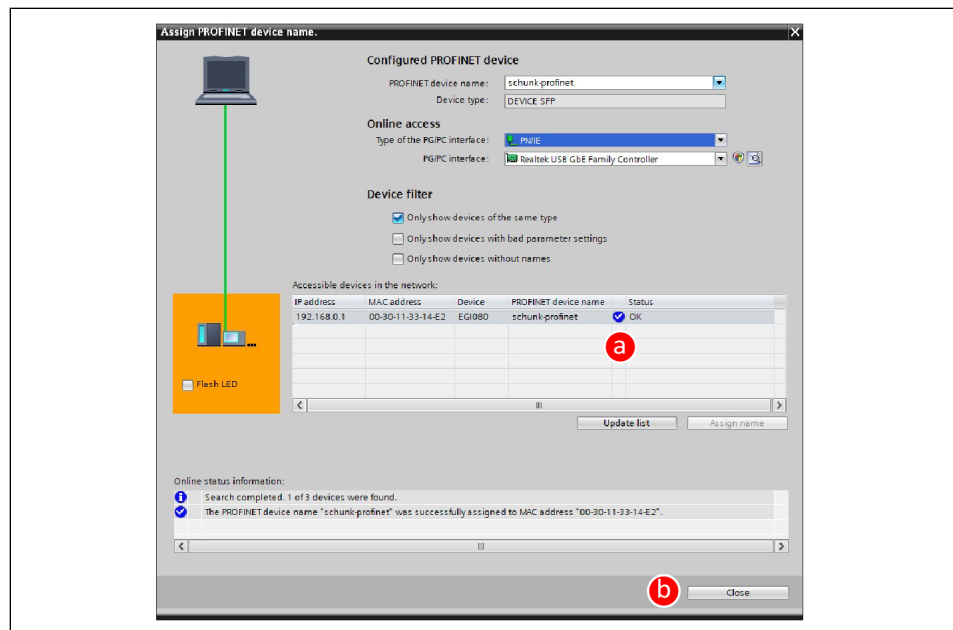 Assign PROFINET device name.
Configured PROFINET device
PROFINET device name: schunk-profinet
Device type: DEVICE SFP
Online access
Type of the PG/PC interface: PN/IE
PG/PC interface: Realtek USB GbE Family Controller
Device filter
Only show devices of the same type
Only show devices with bad parameter settings
Only show devices without names
Accessible devices in the network:
IP address MAC address Device PROFINET device name Status
192.168.0.1 00-30-11-33-14-E2 EGI080 schunk-profinet OK
a
Flash LED
Update list Assign name
Online status information:
Search completed. 1 of 3 devices were found.
The PROFINET device name "schunk-profinet" was successfully assigned to MAC address "00-30-11-33-14-E2".
b Close